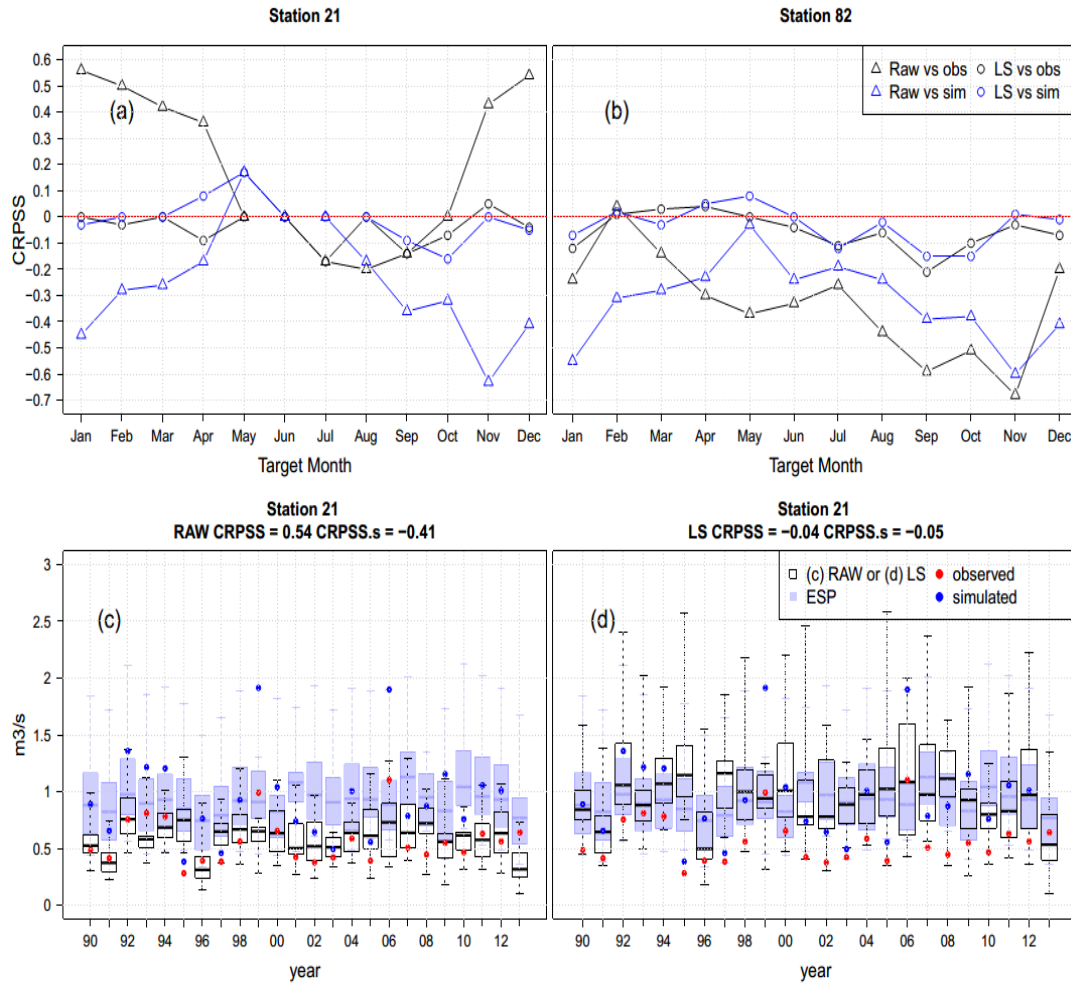 Station 21
Station 82
0.6
0.5
0.4
0.3
0.2
0.1
0
−0.1
−0.2
−0.3
−0.4
−0.5
−0.6
−0.7
CRPSS
(a)
(b)
Raw vs obs
LS vs obs
Raw vs sim
LS vs sim
Jan Feb Mar Apr May Jun Jul Aug Sep Oct Nov Dec
Jan Feb Mar Apr May Jun Jul Aug Sep Oct Nov Dec
Target Month
Target Month
Station 21
RAW CRPSS = 0.54 CRPSS.s = −0.41
Station 21
LS CRPSS = −0.04 CRPSS.s = −0.05
3
2.5
2
1.5
1
0.5
0
m3/s
(c)
(d)
(c) RAW or (d) LS
observed
ESP
simulated
90 92 94 96 98 00 02 04 06 08 10 12
90 92 94 96 98 00 02 04 06 08 10 12
year
year